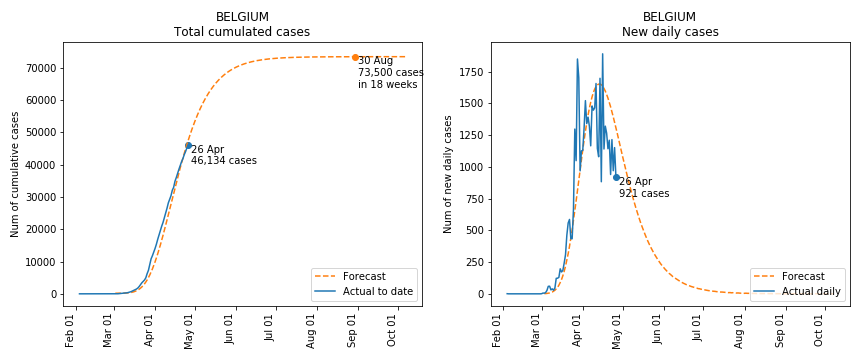 BELGIUM
Total cumulated cases
Num of cumulative cases
70000
60000
50000
40000
30000
20000
10000
0
30 Aug
73,500 cases
in 18 weeks
26 Apr
46,134 cases
Forecast
Actual to date
Feb 01
Mar 01
Apr 01
May 01
Jun 01
Jul 01
Aug 01
Sep 01
Oct 01
BELGIUM
New daily cases
Num of new daily cases
1750
1500
1250
1000
750
500
250
0
26 Apr
921 cases
Forecast
Actual daily
Feb 01
Mar 01
Apr 01
May 01
Jun 01
Jul 01
Aug 01
Sep 01
Oct 01